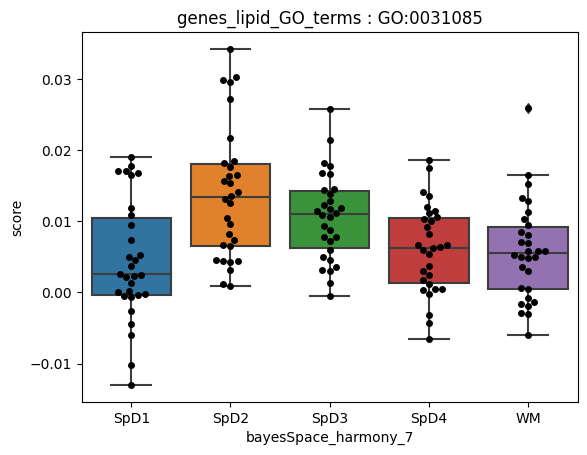 genes_lipid_GO_terms : GO:0031085
score
0.03
0.02
0.01
0.00
−0.01
SpD1 SpD2 SpD3 SpD4 WM
bayesSpace_harmony_7